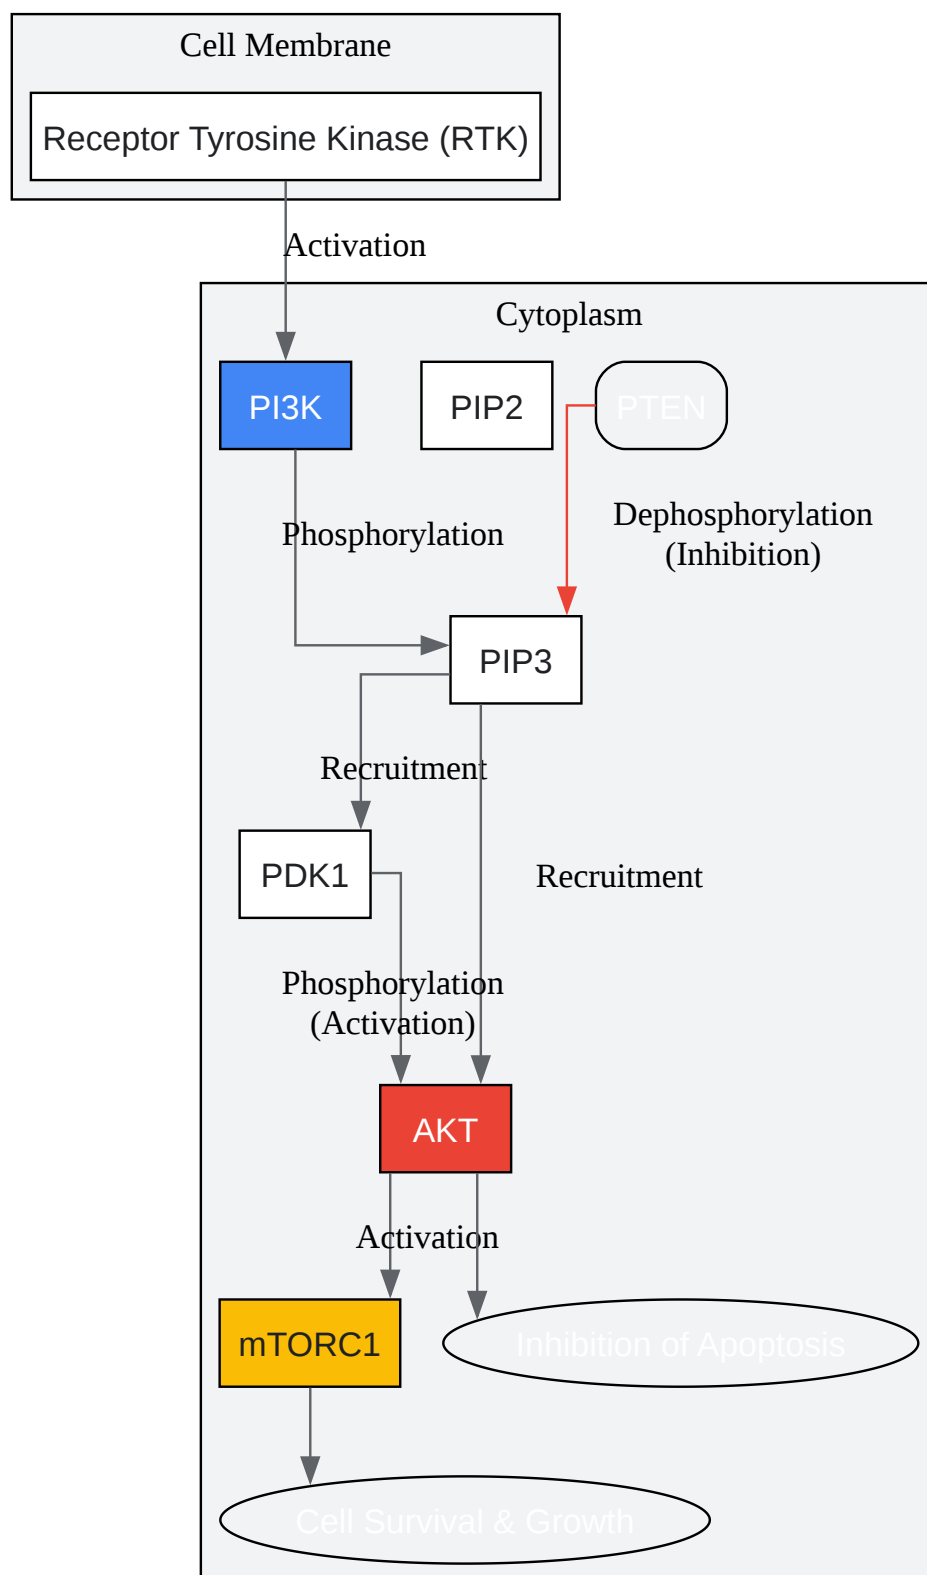 Cell Membrane
Receptor Tyrosine Kinase (RTK)
Activation
Cytoplasm
PI3K
PIP2
PTEN
Phosphorylation
Dephosphorylation
(Inhibition)
PIP3
Recruitment
PDK1
Recruitment
Phosphorylation
(Activation)
AKT
Activation
mTORC1
Inhibition of Apoptosis
Cell Survival & Growth